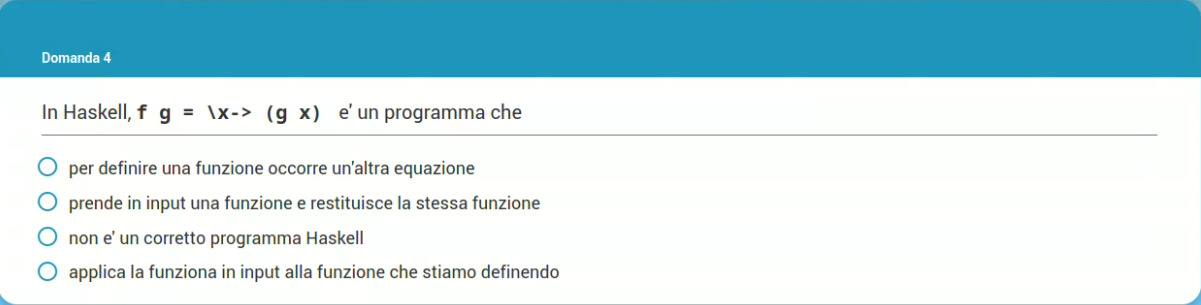 Domanda 4
In Haskell, f g = \x-> (g x) e' un programma che
per definire una funzione occorre un'altra equazione
prende in input una funzione e restituisce la stessa funzione
non e' un corretto programma Haskell
applica la funziona in input alla funzione che stiamo definendo